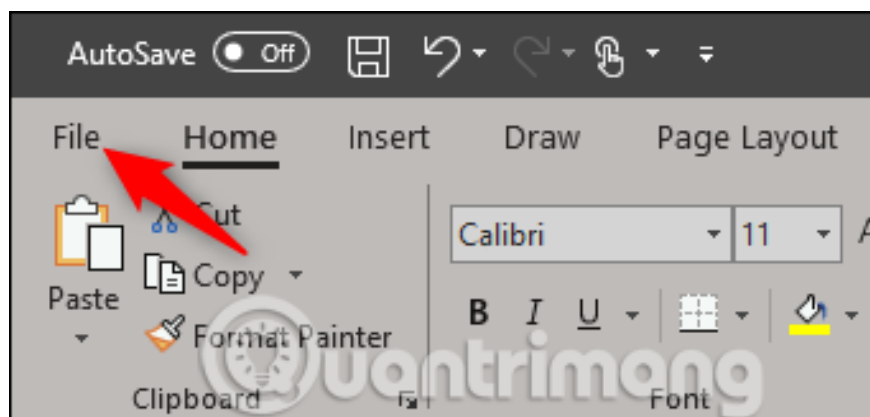 AutoSave Off
File Home Insert Draw Page Layout
Cut
Calibri 11
Copy
Paste
B I U
Format Painter
Quantrimang
Clipboard Font